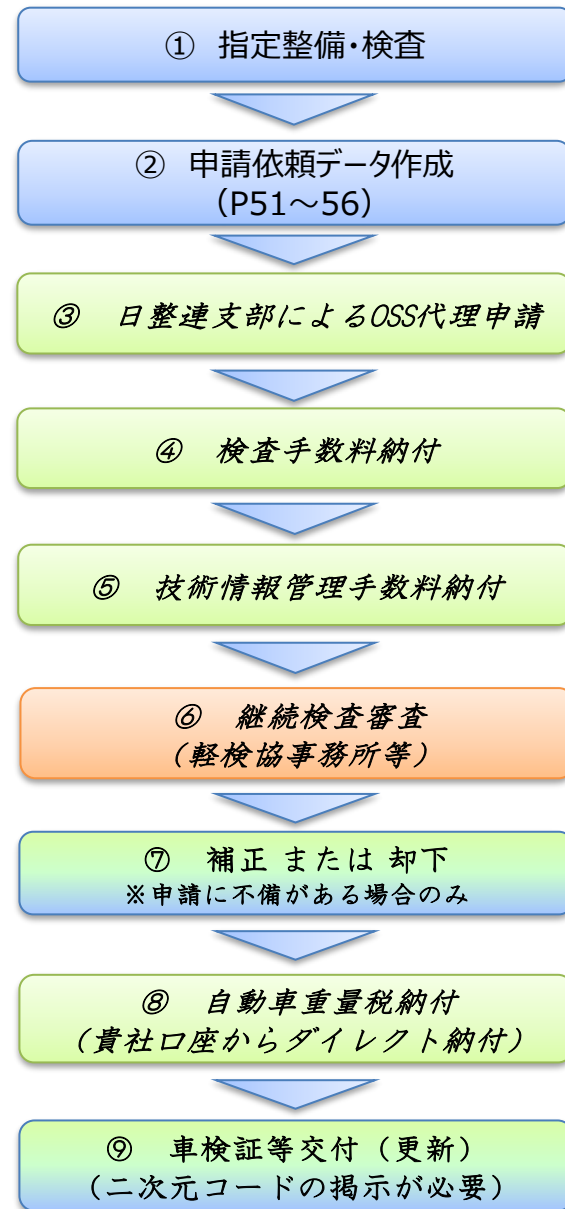 ① 指定整備・検査
② 申請依頼データ作成
（P51～56）
③ 日整連支部によるOSS代理申請
④ 検査手数料納付
⑤ 技術情報管理手数料納付
⑥ 継続検査審査
（軽検協事務所等）
⑦ 補正 または 却下
※申請に不備がある場合のみ
⑧ 自動車重量税納付
（貴社口座からダイレクト納付）
⑨ 車検証等交付（更新）
（二次元コードの掲示が必要）